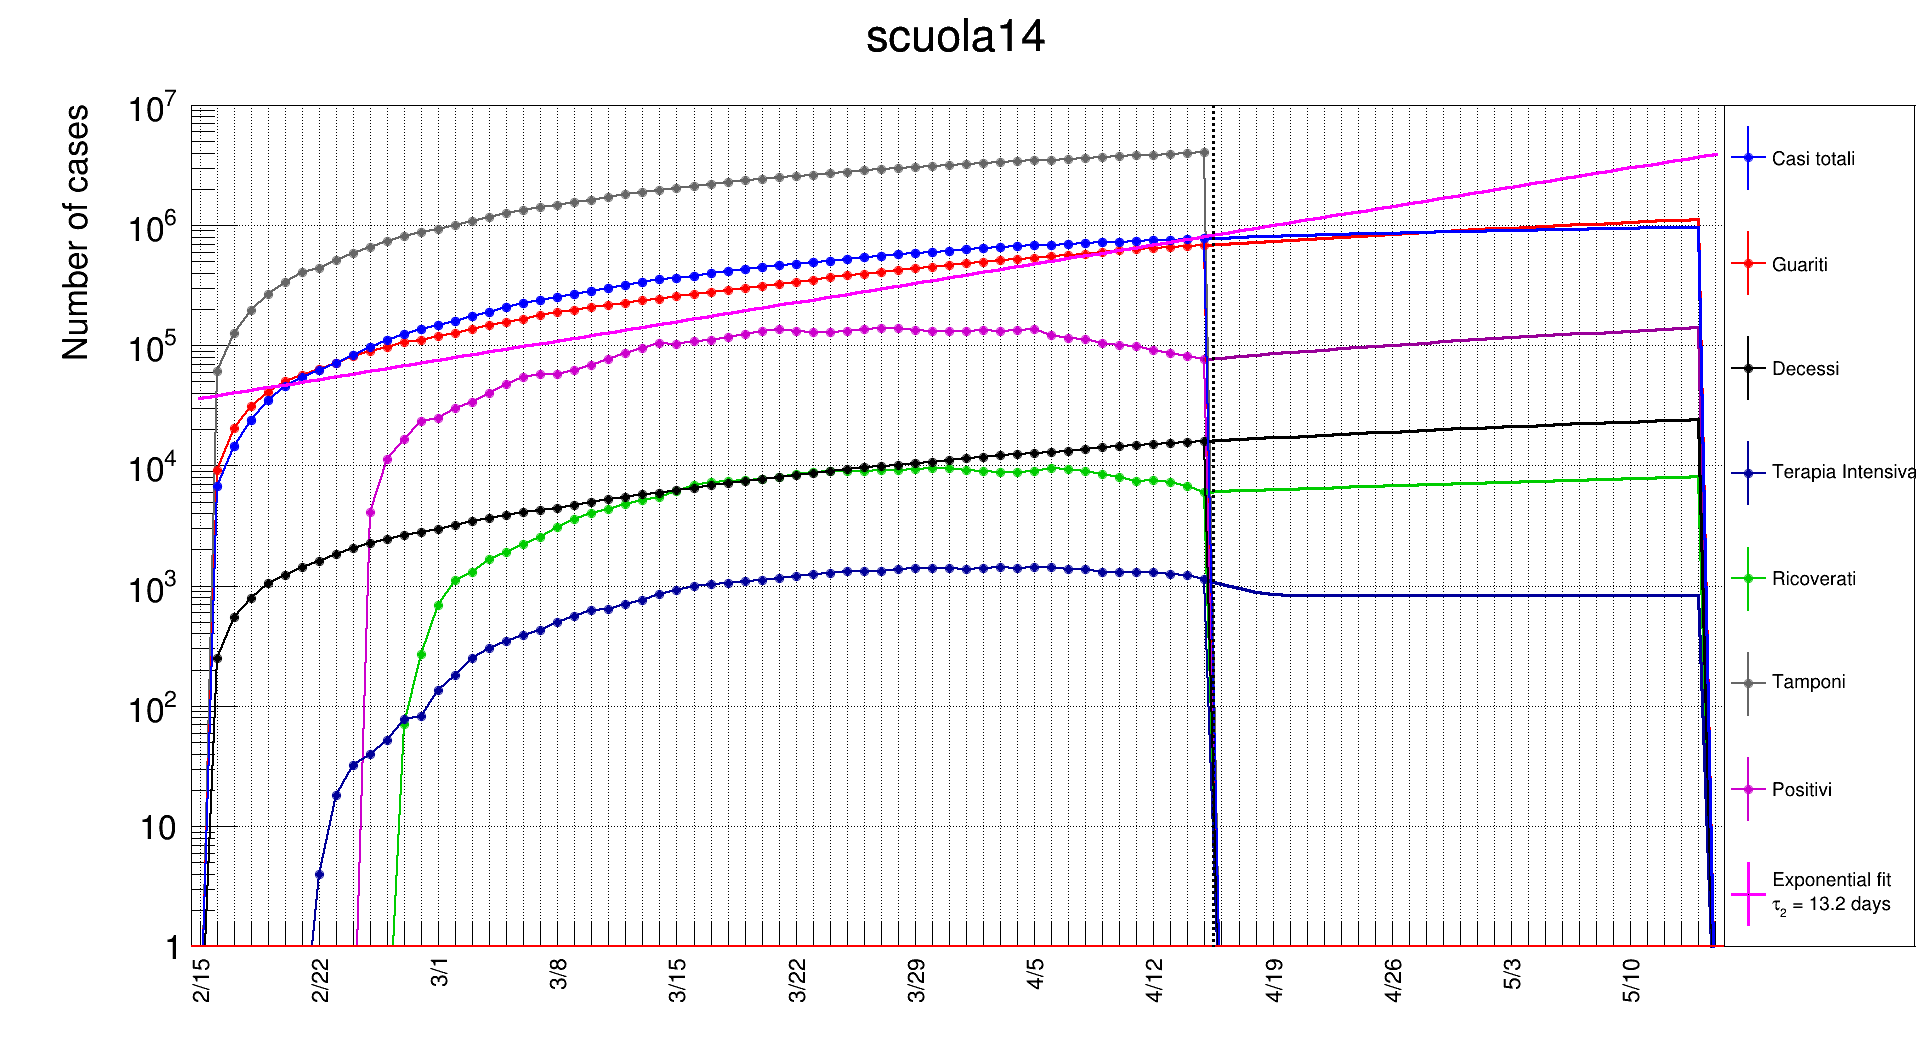 scuola14
Number of cases
10^7
10^6
10^5
10^4
10^3
10^2
10
1
2/15
2/22
3/1
3/8
3/15
3/22
3/29
4/5
4/12
4/19
4/26
5/3
5/10
Casi totali
Guariti
Decessi
Terapia Intensiva
Ricoverati
Tamponi
Positivi
Exponential fit
τ₂ = 13.2 days